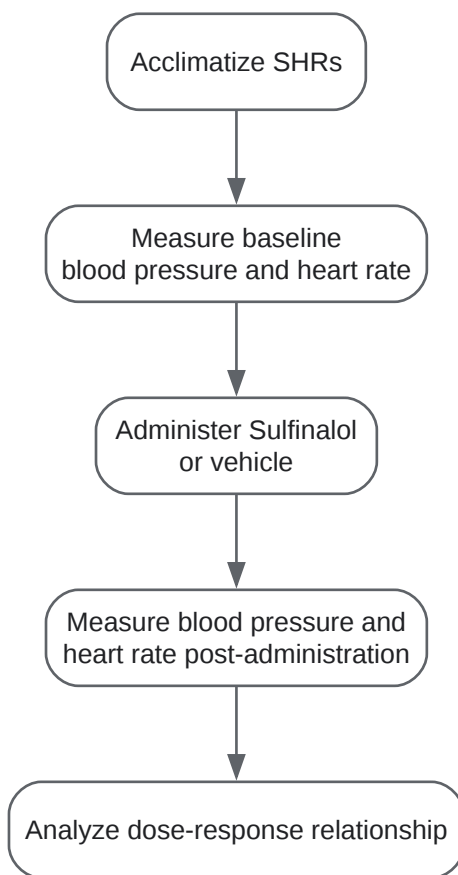 Acclimatize SHRs
Measure baseline
blood pressure and heart rate
Administer Sulfinalol
or vehicle
Measure blood pressure and
heart rate post-administration
Analyze dose-response relationship